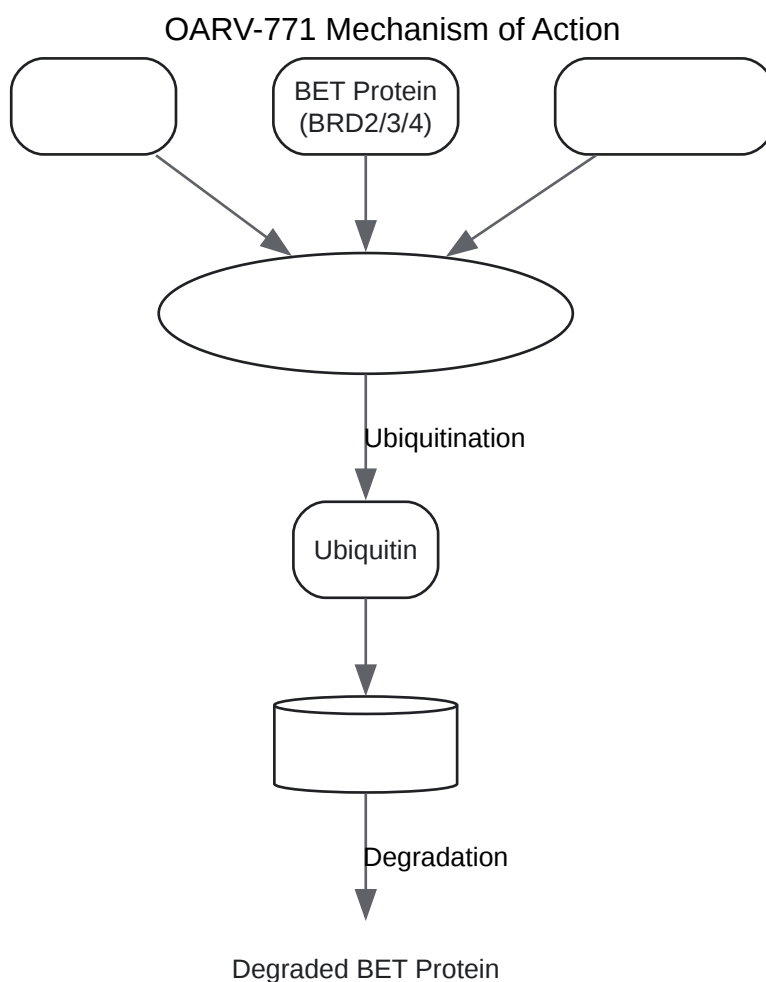 OARV-771 Mechanism of Action
BET Protein
(BRD2/3/4)
Ubiquitination
Ubiquitin
Degradation
Degraded BET Protein